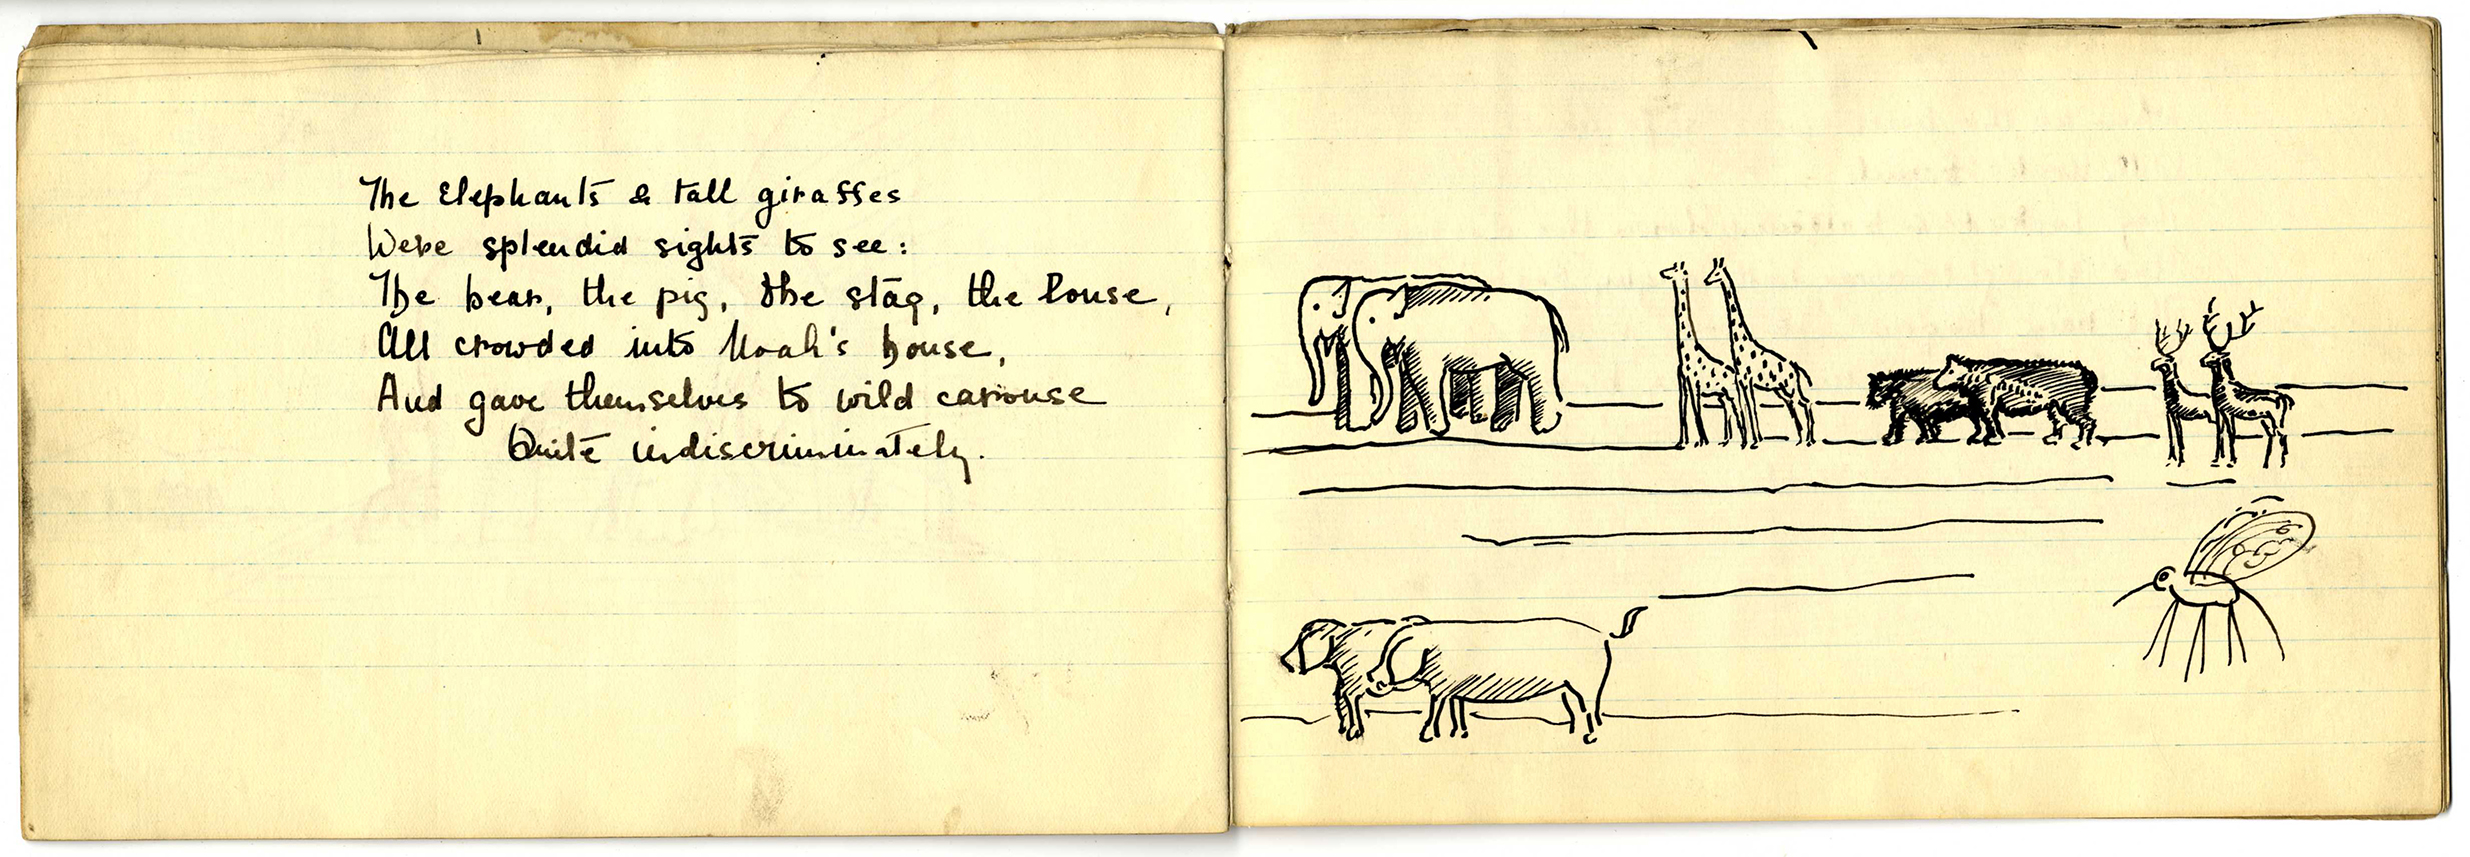 The Elephants & tall giraffes
Were splendid sights to see:
The bear, the pig, the stag, the louse,
All crowded into Noah's house,
And gave themselves to wild carouse
Quite indiscriminately.